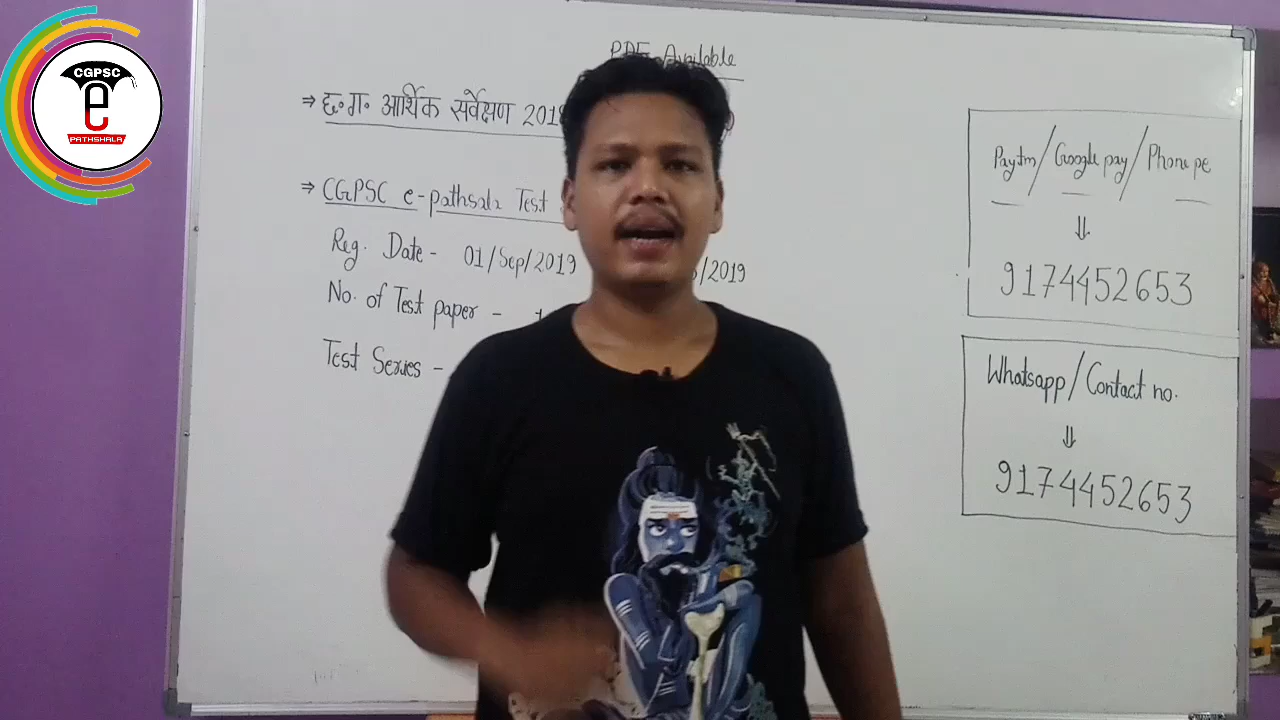 CGPSC
e
PATHSHALA
PDF Available
⇒ छ.ग. आर्थिक सर्वेक्षण 2018
⇒ CGPSC e-pathsala Test
Reg. Date - 01/Sep/2019 /2019
No. of Test paper -
Test Series -
Paytm/Google pay/Phone pe
⇓
9174452653
Whatsapp/Contact no.
⇓
9174452653